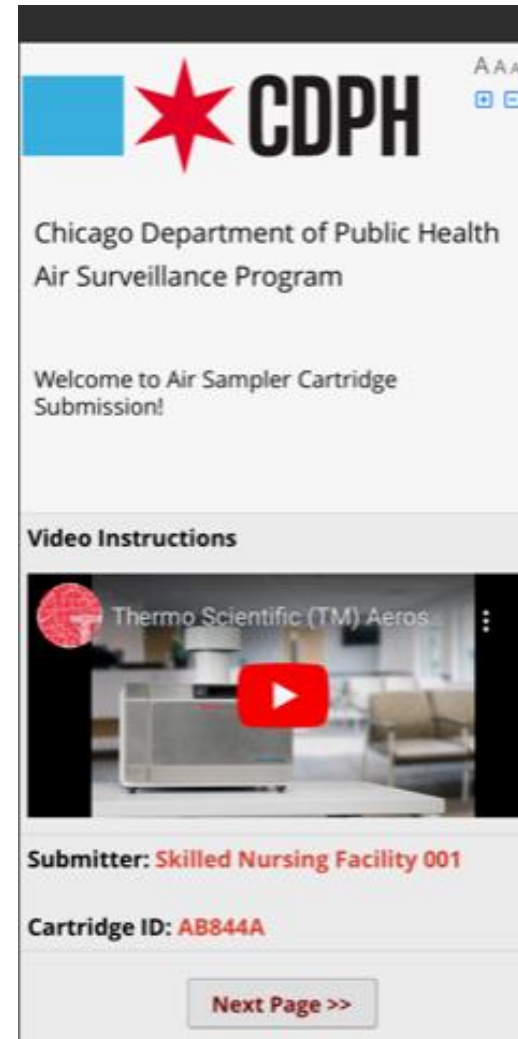 CDPH
A A A
Chicago Department of Public Health
Air Surveillance Program
Welcome to Air Sampler Cartridge
Submission!
Video Instructions
Thermo Scientific (TM) Aeros...
Submitter: Skilled Nursing Facility 001
Cartridge ID: AB844A
Next Page >>